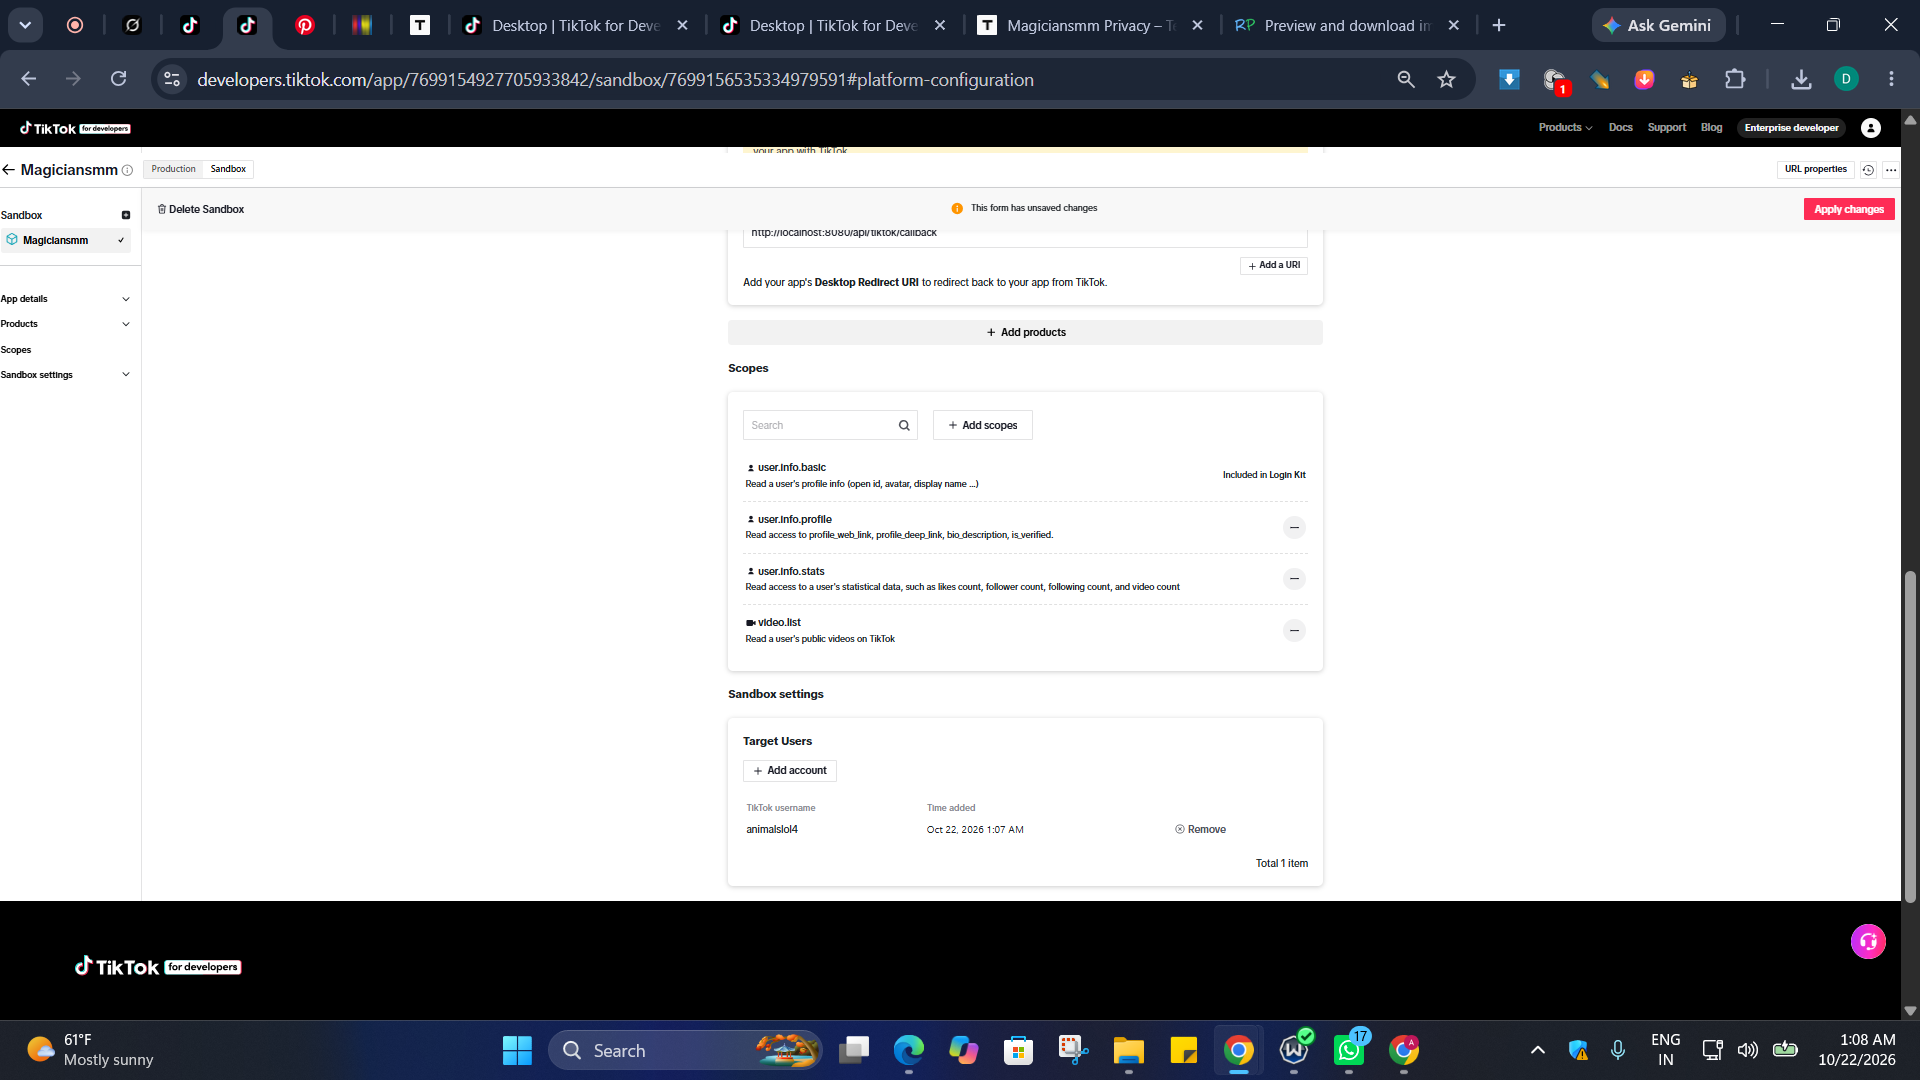 Desktop | TikTok for Deve
Desktop | TikTok for Deve
Magiciansmm Privacy – Te
Preview and download im
Ask Gemini
developers.tiktok.com/app/7699154927705933842/sandbox/7699156535334979591#platform-configuration
1
D
TikTok for developers
Products
Docs
Support
Blog
Enterprise developer
your app with TikTok
Magiciansmm
Production
Sandbox
URL properties
Sandbox
Delete Sandbox
This form has unsaved changes
Apply changes
Magiciansmm
http://localhost:8080/api/tiktok/callback
Add a URI
Add your app's Desktop Redirect URI to redirect back to your app from TikTok.
App details
Products
Scopes
Sandbox settings
Add products
Scopes
Search
Add scopes
user.info.basic
Read a user's profile info (open id, avatar, display name ...)
Included in Login Kit
user.info.profile
Read access to profile_web_link, profile_deep_link, bio_description, is_verified.
user.info.stats
Read access to a user's statistical data, such as likes count, follower count, following count, and video count
video.list
Read a user's public videos on TikTok
Sandbox settings
Target Users
Add account
TikTok username
Time added
animalslol4
Oct 22, 2026 1:07 AM
Remove
Total 1 item
TikTok for developers
61°F
Mostly sunny
Search
17
A
ENG
IN
1:08 AM
10/22/2026